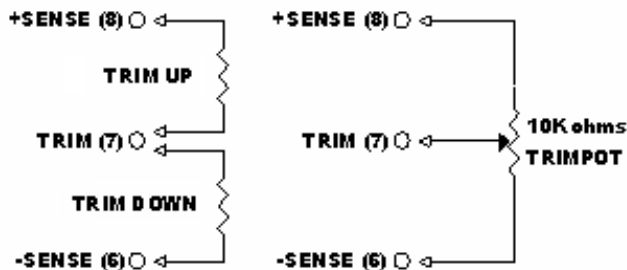 +SENSE (8)
TRIM UP
TRIM (7)
TRIM DOWN
-SENSE (6)
+SENSE (8)
10K ohms
TRIM (7)
TRIMPOT
-SENSE (6)